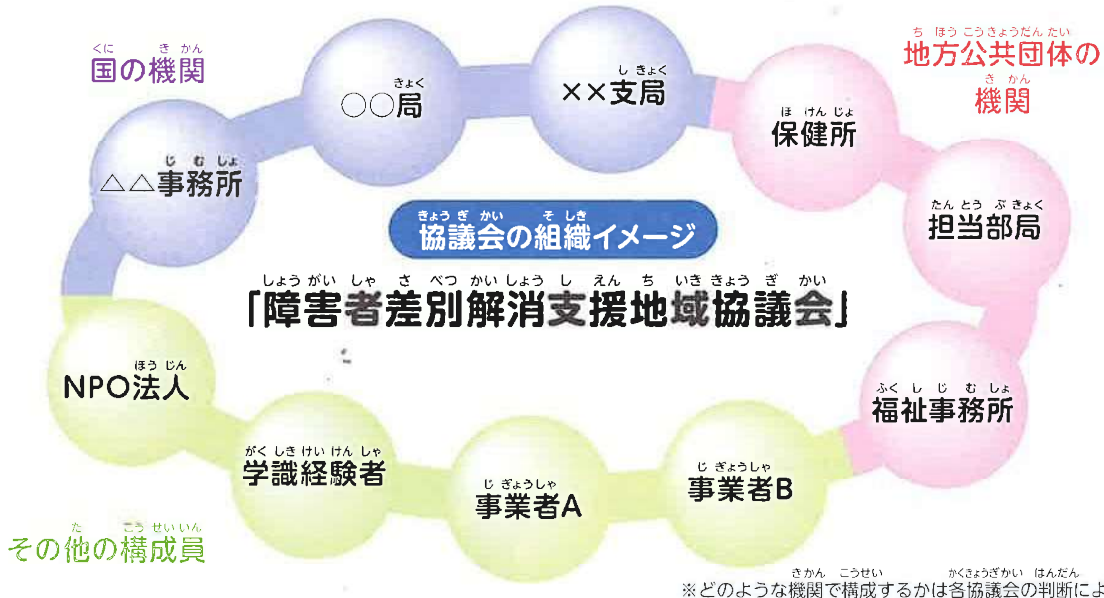 国の機関
○○局
××支局
地方公共団体の
機関
保健所
△△事務所
担当部局
協議会の組織イメージ
「障害者差別解消支援地域協議会」
NPO法人
福祉事務所
学識経験者
事業者A
事業者B
その他の構成員
※どのような機関で構成するかは各協議会の判断によ